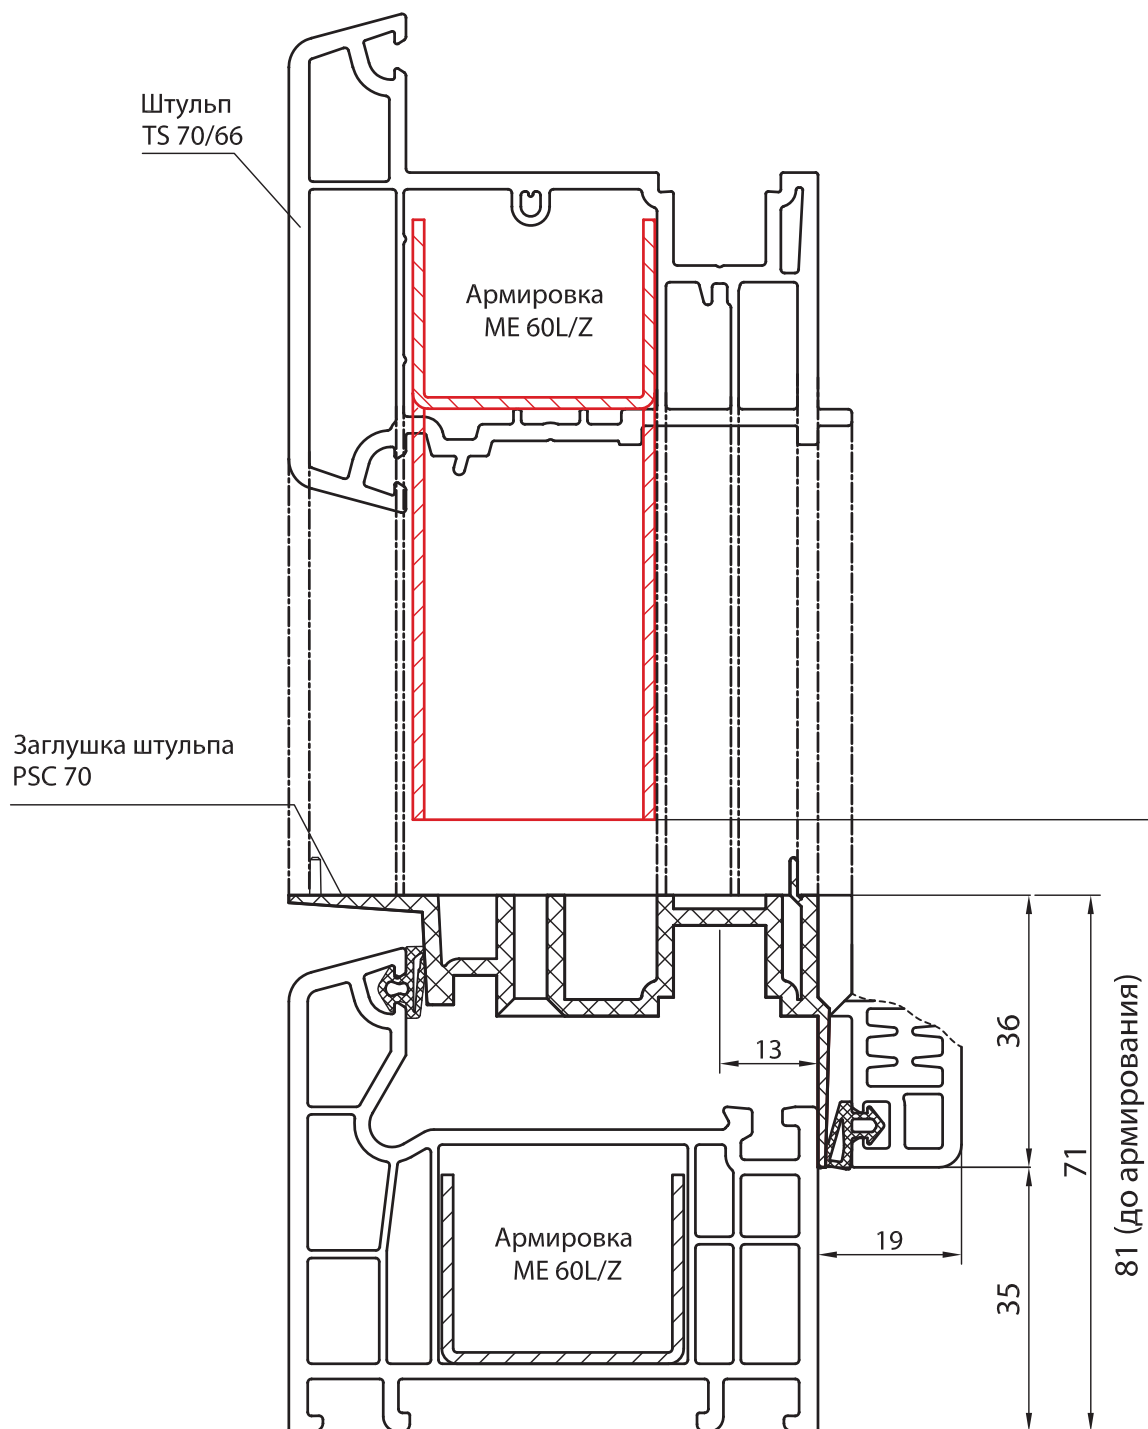 Штульп
TS 70/66
Армировка
ME 60L/Z
Заглушка штульпа
PSC 70
13
36
81 (до армирования)
71
19
Армировка
ME 60L/Z
35